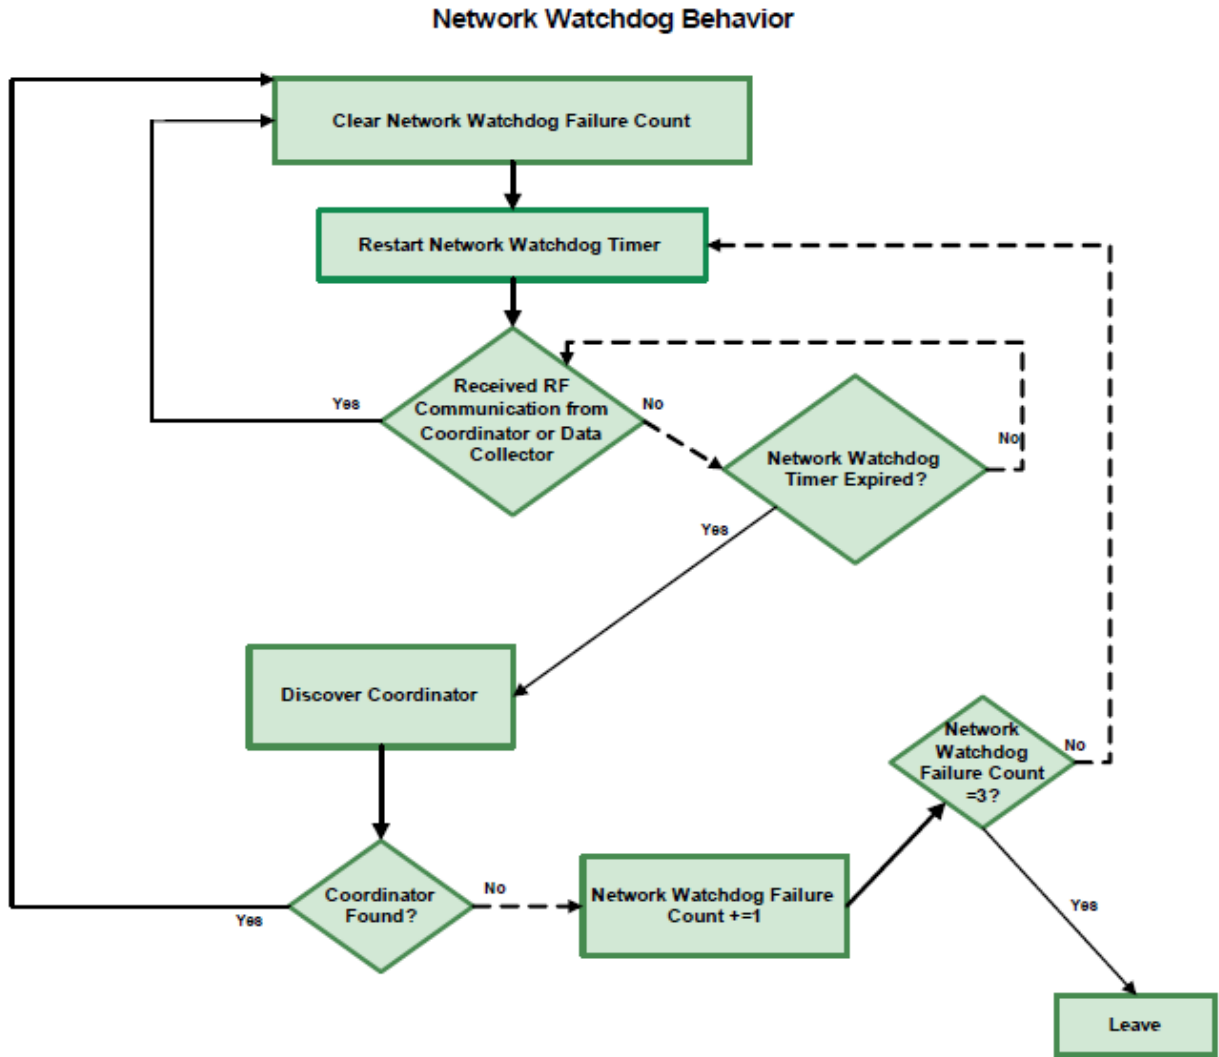 Network Watchdog Behavior
Clear Network Watchdog Failure Count
Restart Network Watchdog Timer
Received RF
Communication from
Coordinator or Data
Collector
Yes
No
Network Watchdog
Timer Expired?
No
Yes
Discover Coordinator
Network
Watchdog
Failure Count
=3?
No
Coordinator
Found?
No
Yes
Network Watchdog Failure
Count +=1
Yes
Leave